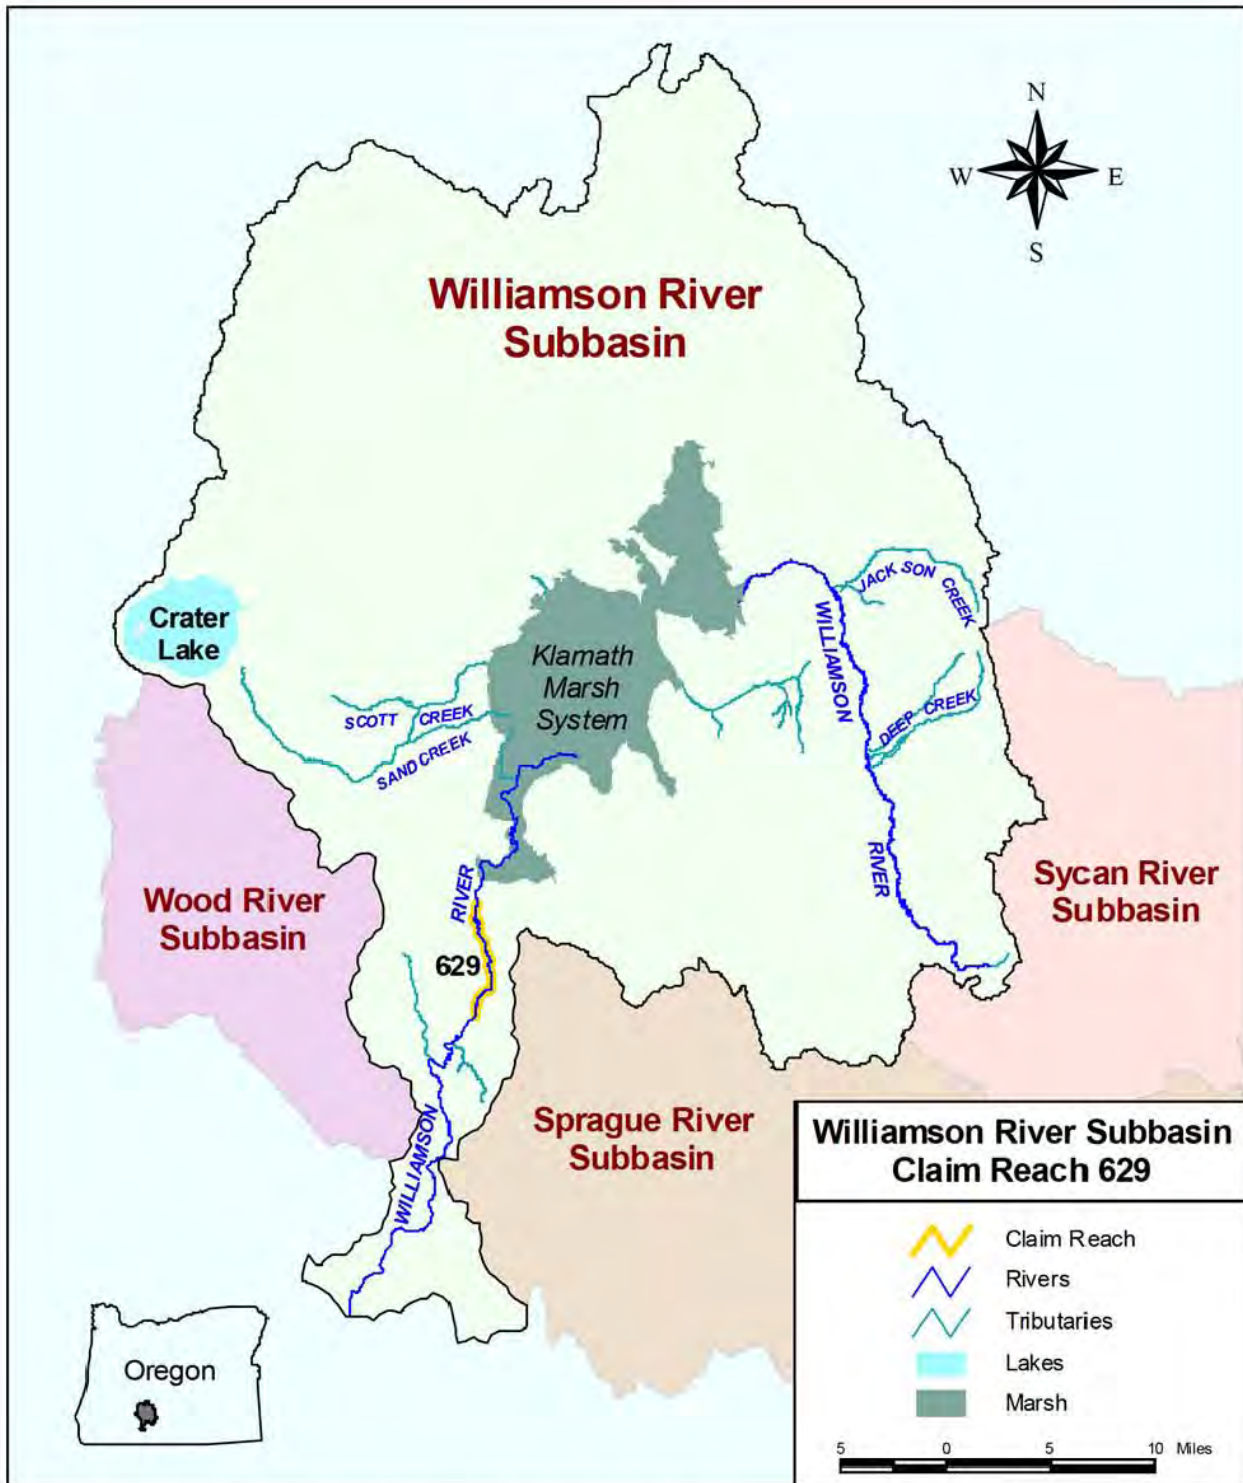 N
W
E
S
Williamson River
Subbasin
JACKSON CREEK
Crater
Lake
WILLIAMSON
Klamath
Marsh
System
SCOTT CREEK
DEEP CREEK
SAND CREEK
RIVER
RIVER
Sycan River
Subbasin
Wood River
Subbasin
629
Sprague River
Subbasin
WILLIAMSON
Williamson River Subbasin
Claim Reach 629
Claim Reach
Rivers
Tributaries
Lakes
Marsh
Oregon
5 0 5 10 Miles